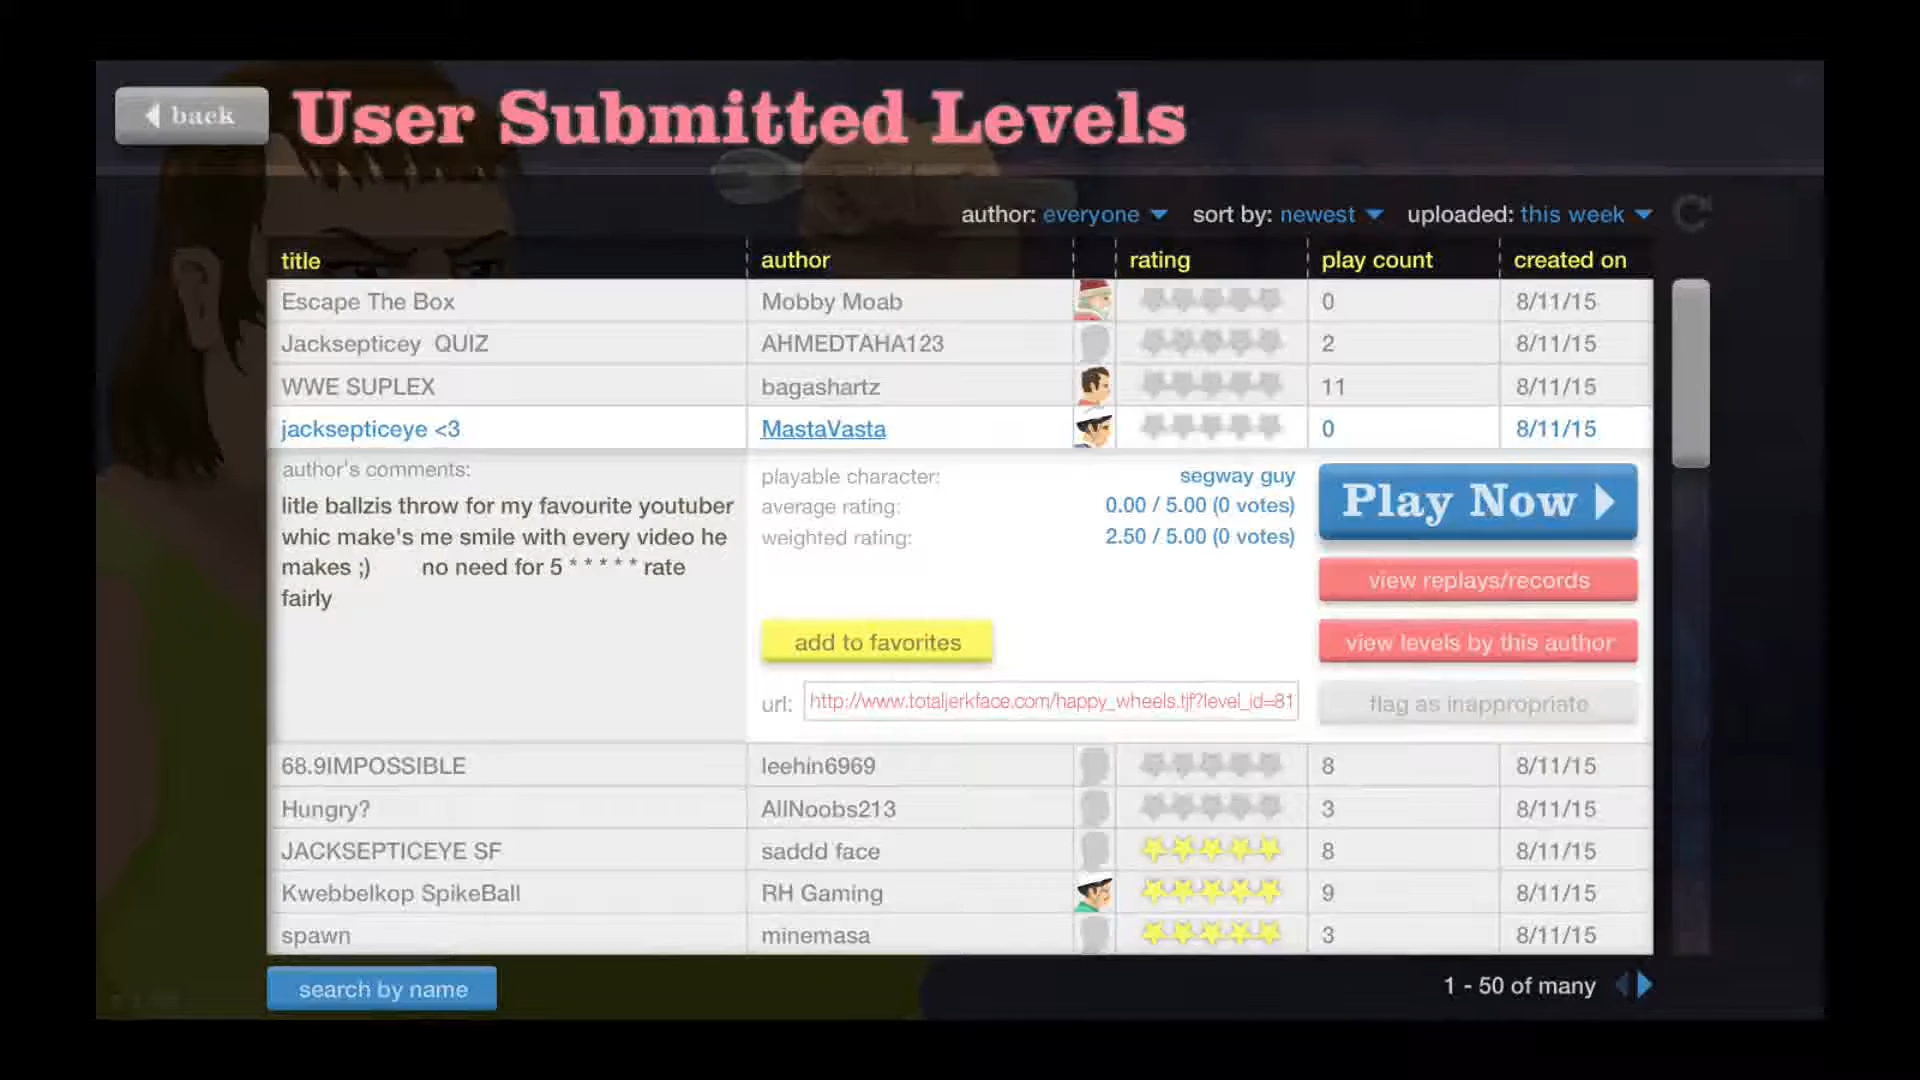 back
User Submitted Levels
author: everyone sort by: newest uploaded: this week
title author rating play count created on
Escape The Box Mobby Moab 0 8/11/15
Jacksepticey QUIZ AHMEDTAHA123 2 8/11/15
WWE SUPLEX bagashartz 11 8/11/15
jacksepticeye <3 MastaVasta 0 8/11/15
author's comments:
litle ballzis throw for my favourite youtuber
whic make's me smile with every video he
makes ;) no need for 5 * * * * * rate
fairly
playable character: segway guy
average rating: 0.00 / 5.00 (0 votes)
weighted rating: 2.50 / 5.00 (0 votes)
add to favorites
url: http://www.totaljerkface.com/happy_wheels.tjf?level_id=81
Play Now
view replays/records
view levels by this author
flag as inappropriate
68.9IMPOSSIBLE leehin6969 8 8/11/15
Hungry? AllNoobs213 3 8/11/15
JACKSEPTICEYE SF saddd face 8 8/11/15
Kwebbelkop SpikeBall RH Gaming 9 8/11/15
spawn minemasa 3 8/11/15
search by name
1 - 50 of many